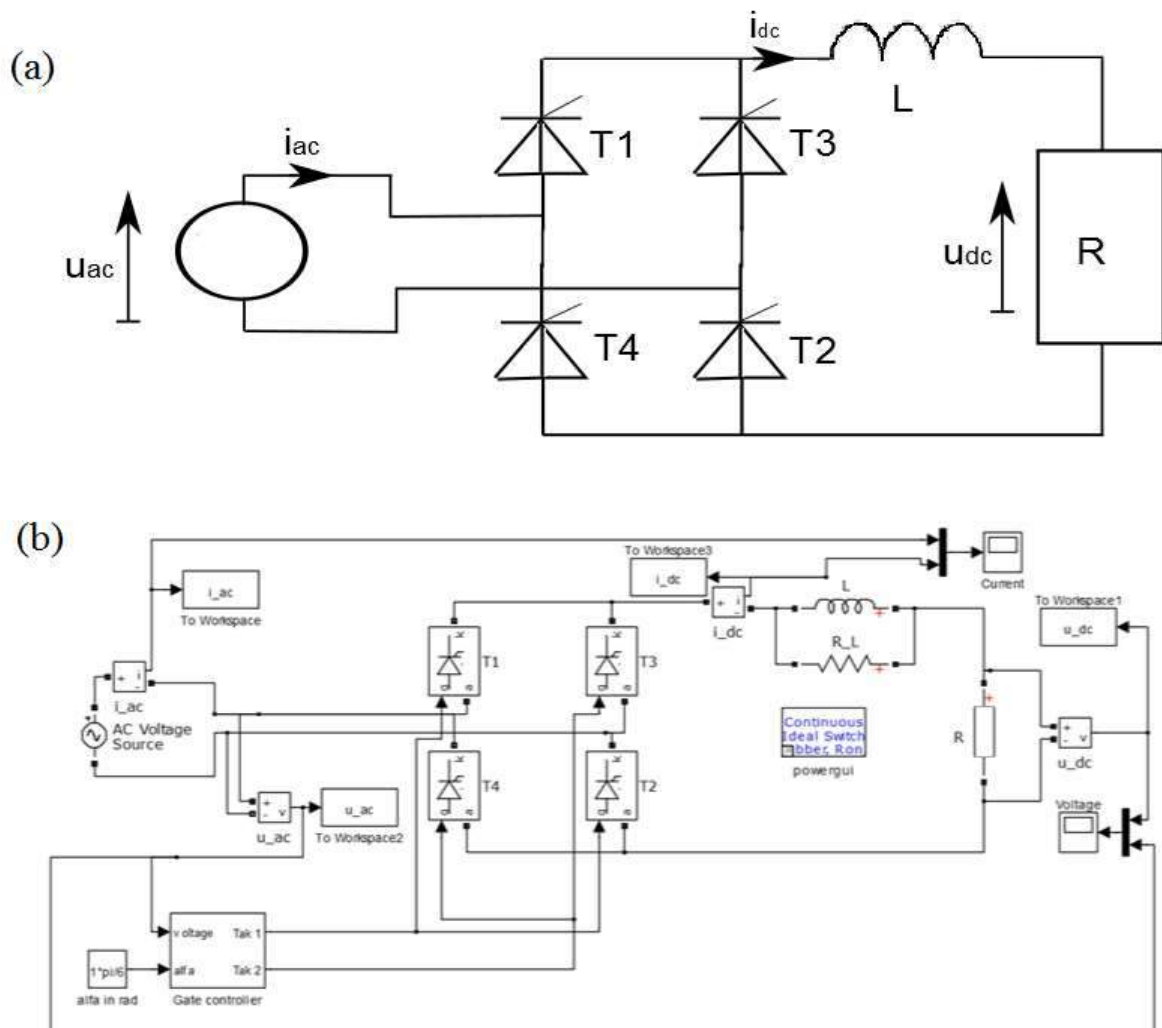 (a)
idc
L
T1
T3
iac
uac
udc
R
T4
T2
(b)
To Workspace3
i_dc
i_dc
L
R_L
Current
To Workspace1
u_dc
i_ac
To Workspace
T1
T3
i_ac
AC Voltage
Source
Continuous
Ideal Switch
powergui
R
u_dc
T4
T2
u_ac
u_ac
To Workspace2
Voltage
voltage
Tak 1
alfa
Tak 2
1*pi/6
alfa in rad
Gate controller